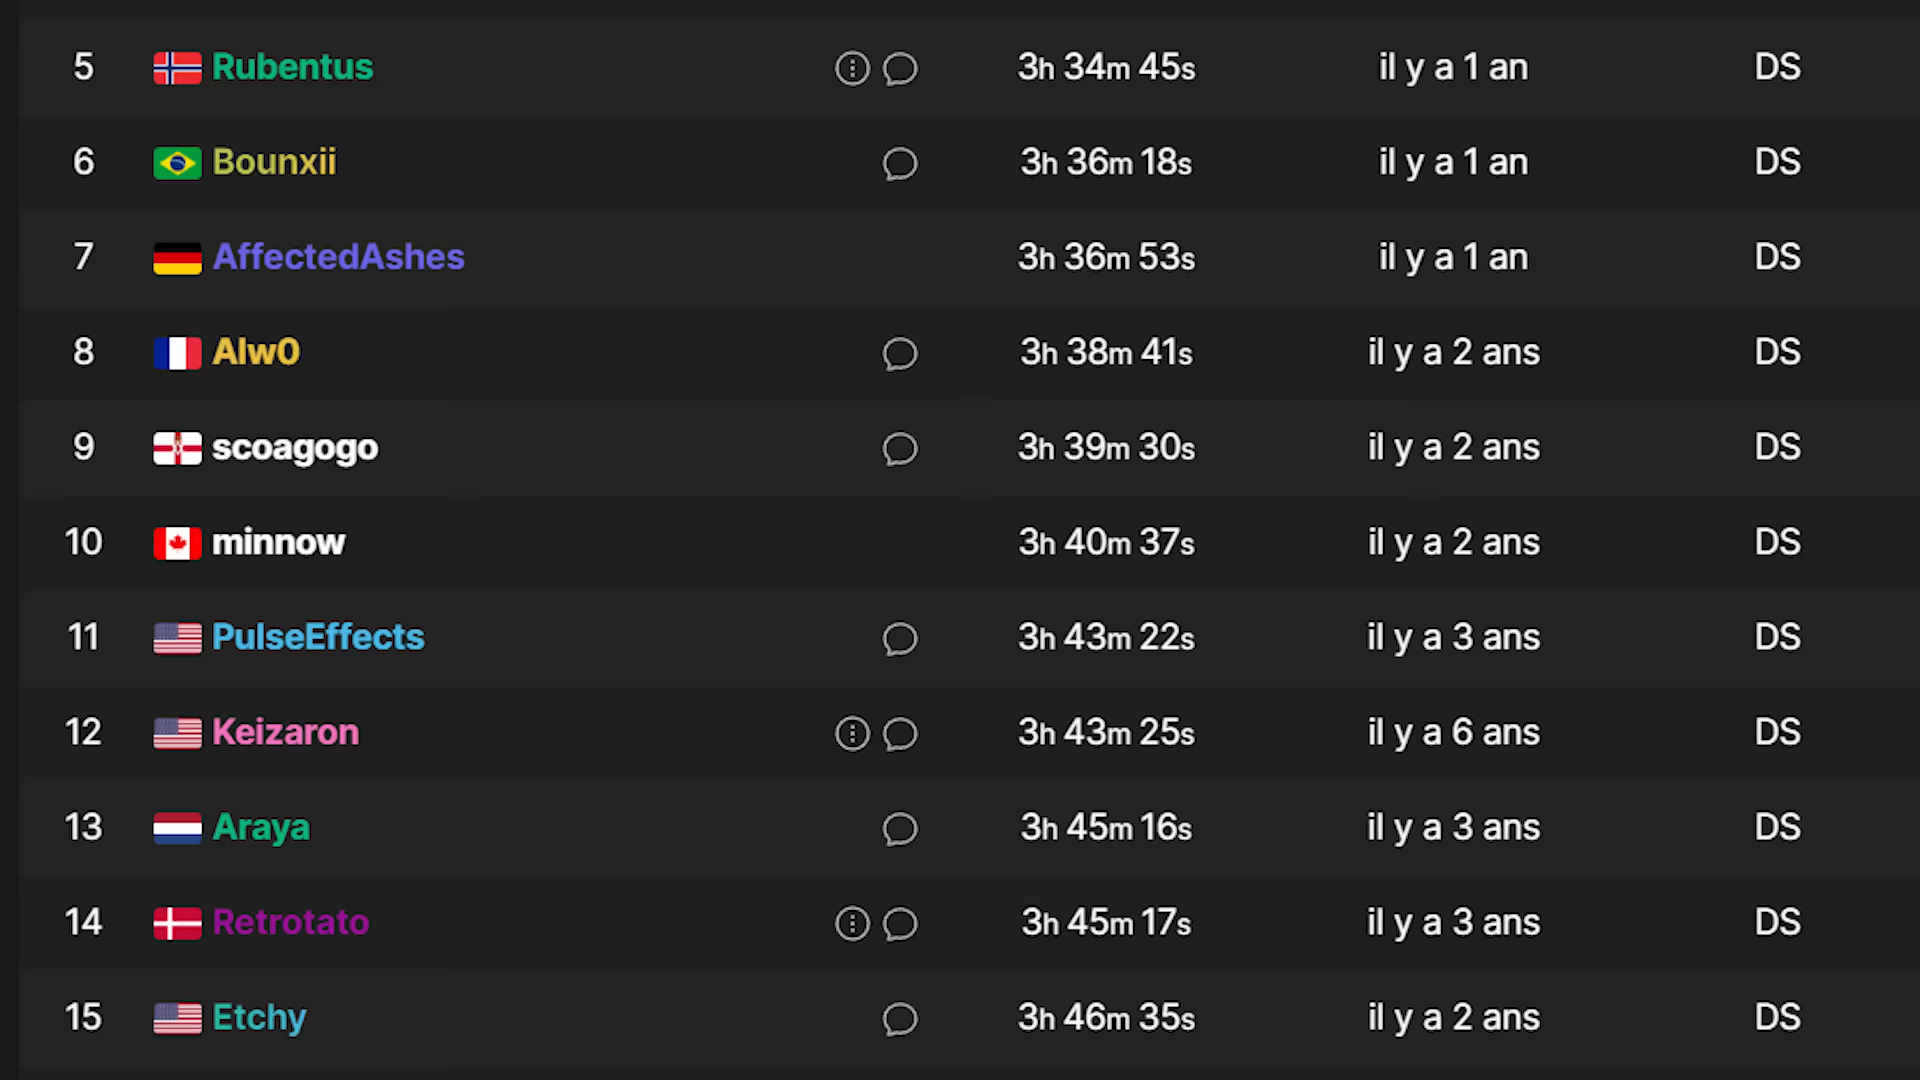 5 Rubentus 3h 34m 45s il y a 1 an DS
6 Bounxii 3h 36m 18s il y a 1 an DS
7 AffectedAshes 3h 36m 53s il y a 1 an DS
8 Alw0 3h 38m 41s il y a 2 ans DS
9 scoagogo 3h 39m 30s il y a 2 ans DS
10 minnow 3h 40m 37s il y a 2 ans DS
11 PulseEffects 3h 43m 22s il y a 3 ans DS
12 Keizaron 3h 43m 25s il y a 6 ans DS
13 Araya 3h 45m 16s il y a 3 ans DS
14 Retrotato 3h 45m 17s il y a 3 ans DS
15 Etchy 3h 46m 35s il y a 2 ans DS